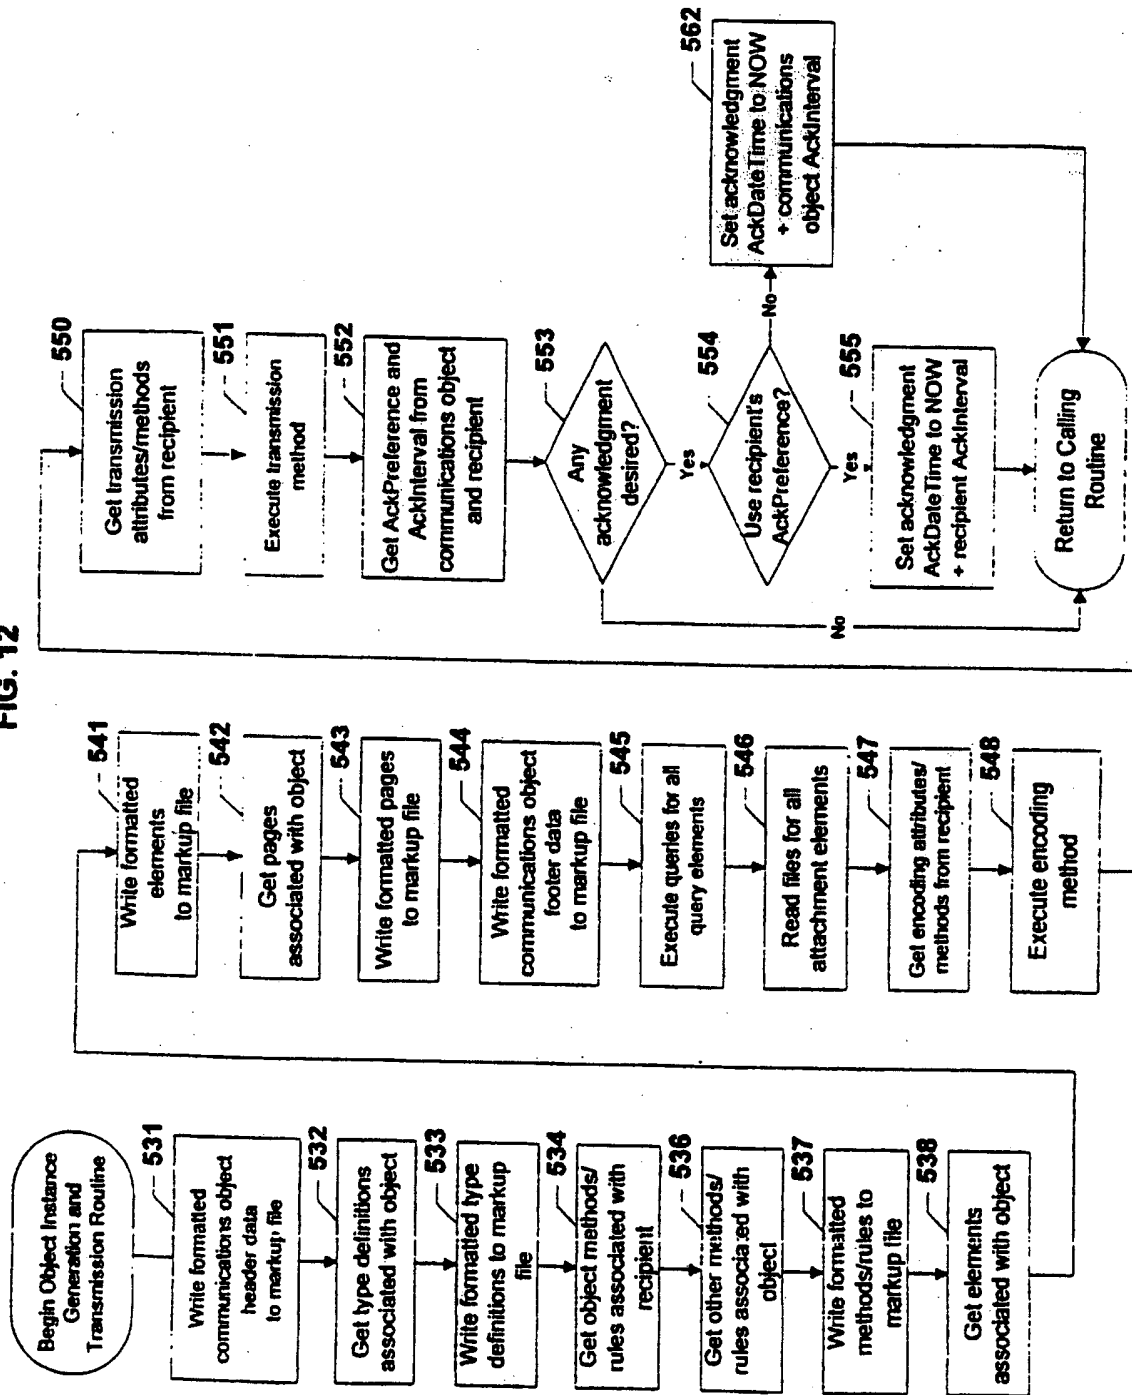 FIG. 12
Begin Object Instance
Generation and
Transmission Routine
531
Write formatted
communications object
header data
to markup file
532
Get type definitions
associated with object
533
Write formatted type
definitions to markup
file
534
Get object methods/
rules associated with
recipient
536
Get other methods/
rules associated with
object
537
Write formatted
methods/rules to
markup file
538
Get elements
associated with object
541
Write formatted
elements
to markup file
542
Get pages
associated with object
543
Write formatted pages
to markup file
544
Write formatted
communications object
footer data
to markup file
545
Execute queries for all
query elements
546
Read files for all
attachment elements
547
Get encoding attributes/
methods from recipient
548
Execute encoding
method
550
Get transmission
attributes/methods
from recipient
551
Execute transmission
method
552
Get AckPreference and
AckInterval from
communications object
and recipient
553
Any
acknowledgment
desired?
No
Yes
554
Use recipient's
AckPreference?
No
Yes
555
Set acknowledgment
AckDateTime to NOW
+ recipient AckInterval
562
Set acknowledgment
AckDateTime to NOW
+ communications
object AckInterval
Return to Calling
Routine